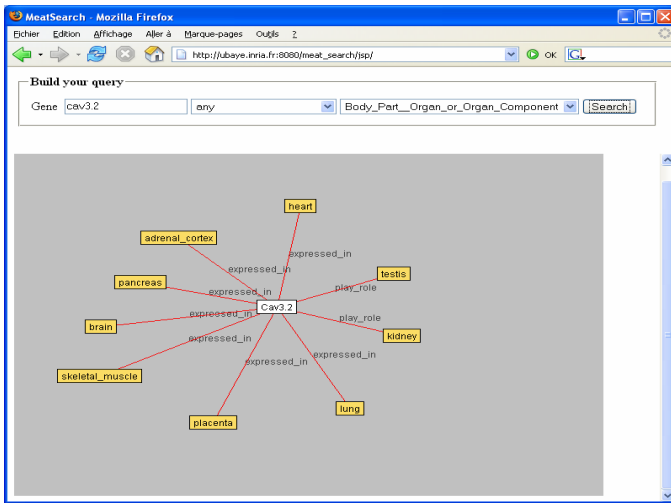 MeatSearch - Mozilla Firefox
Fichier Edition Affichage Aller à Marque-pages Outils ?
http://ubaye.inria.fr:8080/meat_search/jsp/ OK G
Build your query
Gene cav3.2 any Body_Part__Organ_or_Organ_Component Search
heart
adrenal_cortex
expressed_in
expressed_in
testis
pancreas
expressed_in
play_role
Cav3.2
expressed_in
play_role
brain
expressed_in
kidney
expressed_in
expressed_in
skeletal_muscle
lung
placenta